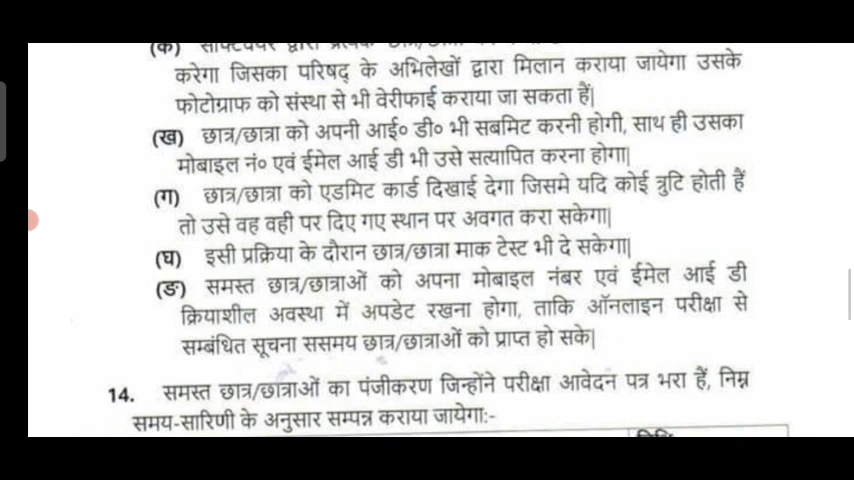 (क) सॉफ्टवेयर द्वारा प्रत्येक छात्र/छात्रा
करेगा जिसका परिषद् के अभिलेखों द्वारा मिलान कराया जायेगा उसके
फोटोग्राफ को संस्था से भी वेरीफाई कराया जा सकता हैं|
(ख) छात्र/छात्रा को अपनी आई० डी० भी सबमिट करनी होगी, साथ ही उसका
मोबाइल नं० एवं ईमेल आई डी भी उसे सत्यापित करना होगा|
(ग) छात्र/छात्रा को एडमिट कार्ड दिखाई देगा जिसमे यदि कोई त्रुटि होती हैं
तो उसे वह वही पर दिए गए स्थान पर अवगत करा सकेगा|
(घ) इसी प्रक्रिया के दौरान छात्र/छात्रा माक टेस्ट भी दे सकेगा|
(ङ) समस्त छात्र/छात्राओं को अपना मोबाइल नंबर एवं ईमेल आई डी
क्रियाशील अवस्था में अपडेट रखना होगा, ताकि ऑनलाइन परीक्षा से
सम्बंधित सूचना ससमय छात्र/छात्राओं को प्राप्त हो सके|
14. समस्त छात्र/छात्राओं का पंजीकरण जिन्होंने परीक्षा आवेदन पत्र भरा हैं, निम्न
समय-सारिणी के अनुसार सम्पन्न कराया जायेगा:-